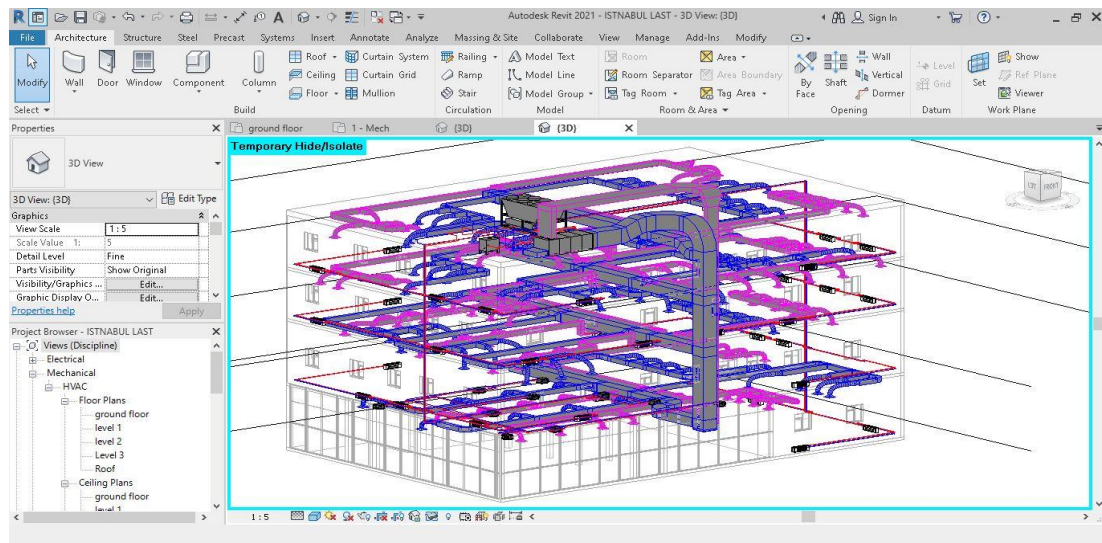 Autodesk Revit 2021 - ISTNABUL LAST - 3D View: {3D}
Sign In
File Architecture Structure Steel Precast Systems Insert Annotate Analyze Massing & Site Collaborate View Manage Add-Ins Modify
Modify
Wall Door Window Component Column
Roof Curtain System
Ceiling Curtain Grid
Floor Mullion
Railing
Ramp
Stair
Model Text
Model Line
Model Group
Room
Room Separator
Tag Room
Area
Area Boundary
Tag Area
By Face
Shaft
Wall
Vertical
Dormer
Level
Grid
Set
Show
Ref Plane
Viewer
Select Build Circulation Model Room & Area Opening Datum Work Plane
Properties
ground floor 1 - Mech {3D} {3D}
3D View
3D View: {3D} Edit Type
Graphics
View Scale 1 : 5
Scale Value 1: 5
Detail Level Fine
Parts Visibility Show Original
Visibility/Graphics ... Edit...
Graphic Display O... Edit...
Properties help Apply
Project Browser - ISTNABUL LAST
Views (Discipline)
Electrical
Mechanical
HVAC
Floor Plans
ground floor
level 1
level 2
Level 3
Roof
Ceiling Plans
ground floor
level 1
Temporary Hide/Isolate
FRONT
1 : 5